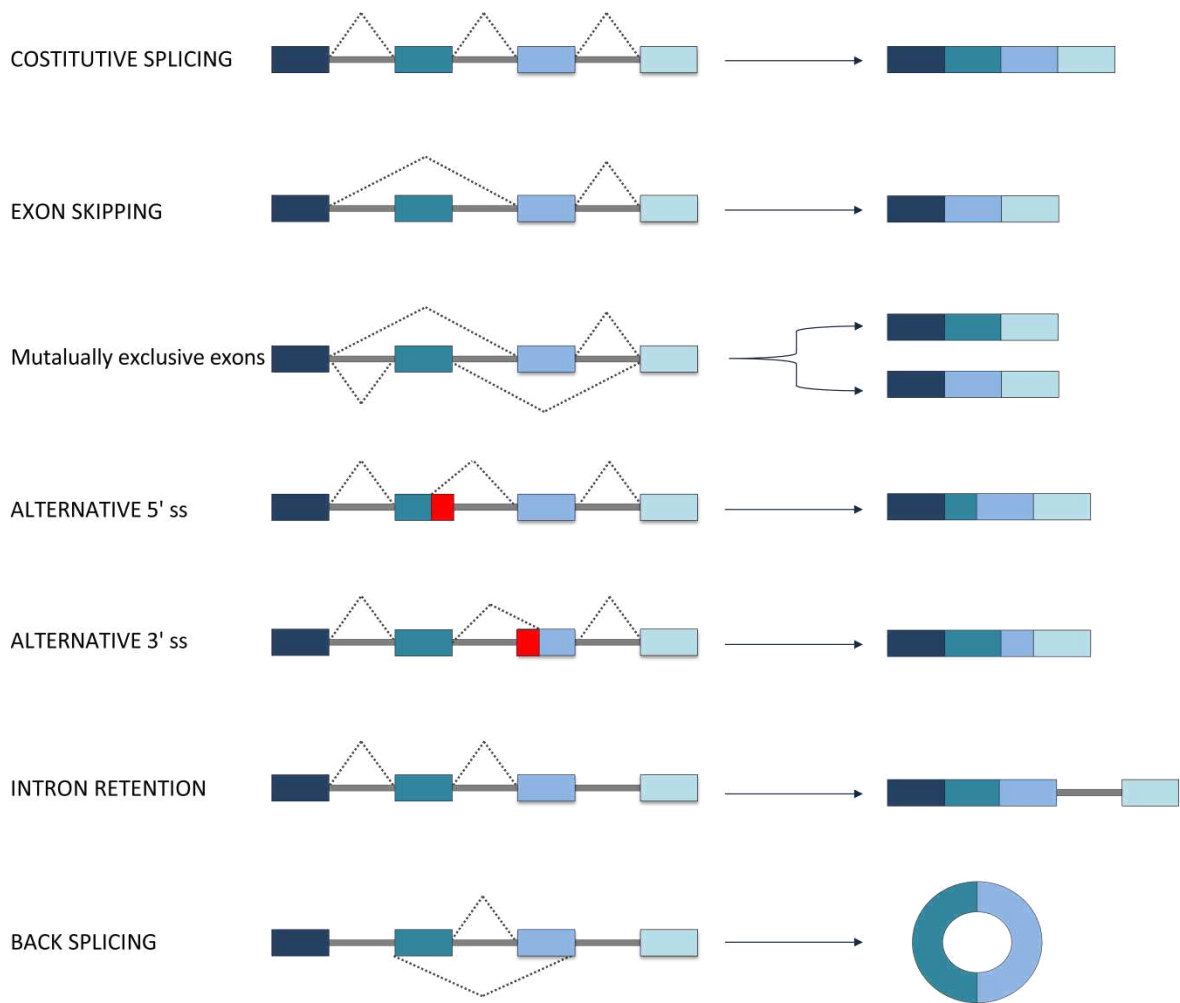 COSTITUTIVE SPLICING
EXON SKIPPING
Mutalually exclusive exons
ALTERNATIVE 5' ss
ALTERNATIVE 3' ss
INTRON RETENTION
BACK SPLICING